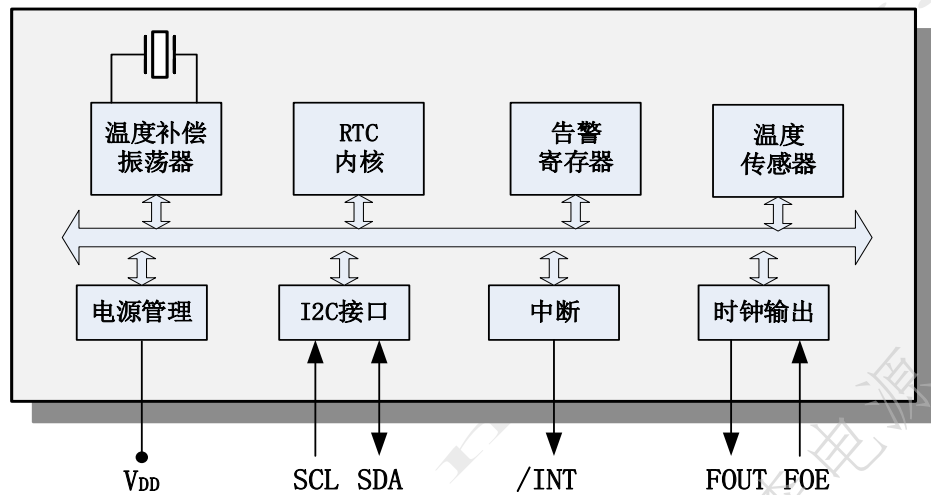 温度补偿
振荡器
RTC
内核
告警
寄存器
温度
传感器
电源管理
I2C接口
中断
时钟输出
VDD
SCL SDA
/INT
FOUT FOE
电源